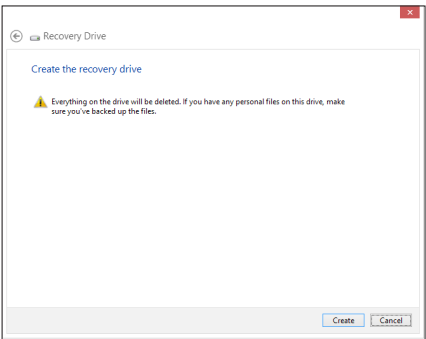 Recovery Drive
Create the recovery drive
Everything on the drive will be deleted. If you have any personal files on this drive, make
sure you've backed up the files.
Create Cancel